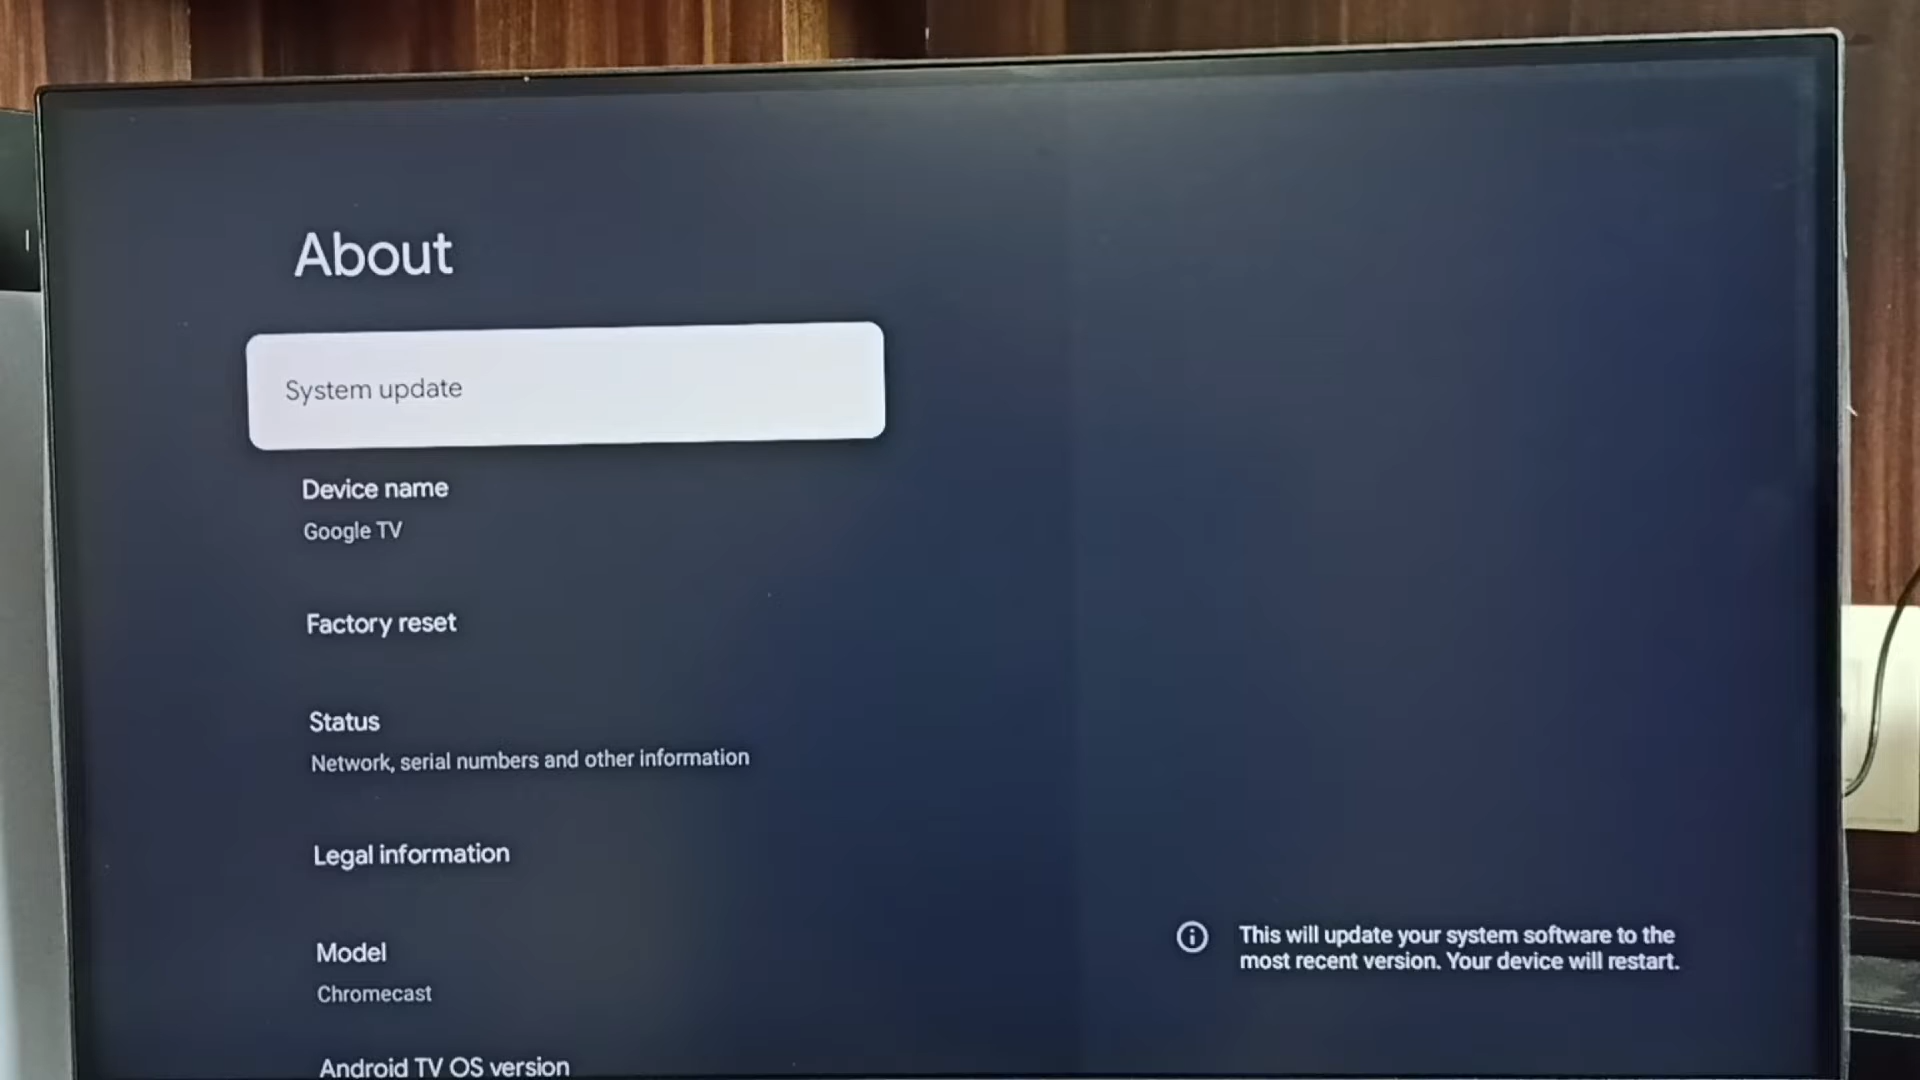 About
System update
Device name
Google TV
Factory reset
Status
Network, serial numbers and other information
Legal information
Model
Chromecast
Android TV OS version
This will update your system software to the
most recent version. Your device will restart.